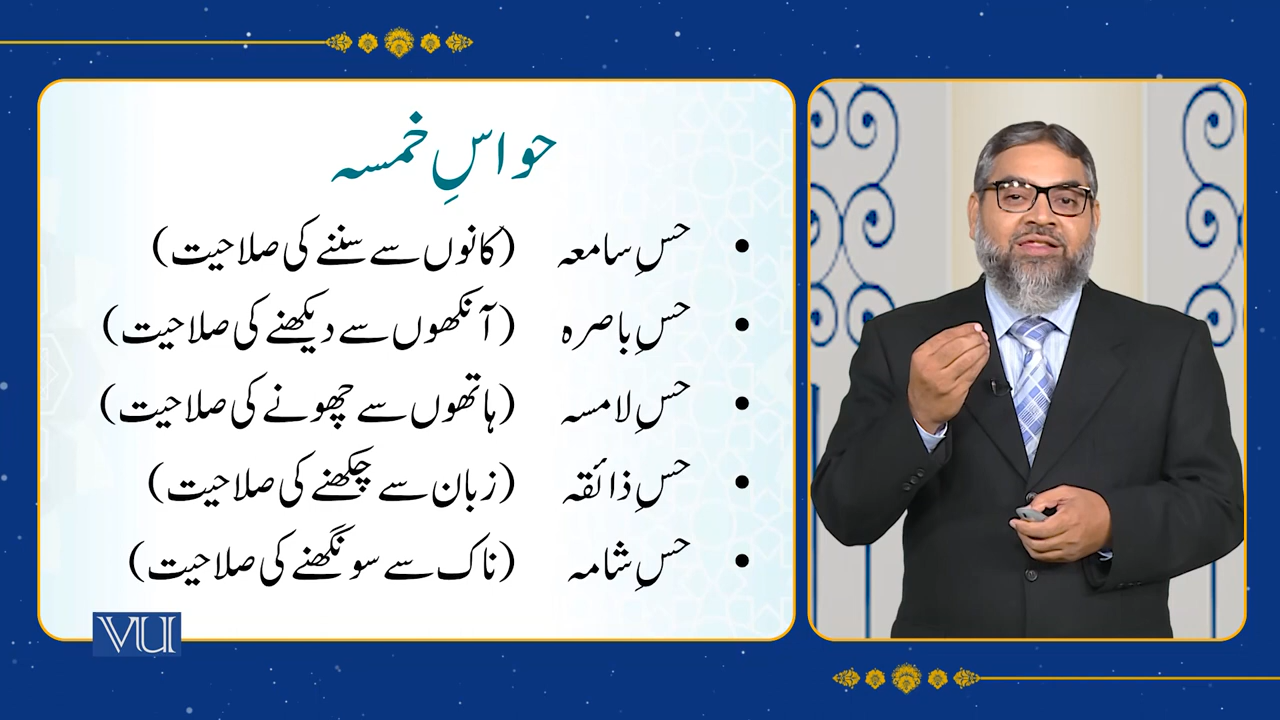 حواسِ خمسہ
• حسِ سامعہ (کانوں سے سننے کی صلاحیت)
• حسِ باصرہ (آنکھوں سے دیکھنے کی صلاحیت)
• حسِ لامسہ (ہاتھوں سے چھونے کی صلاحیت)
• حسِ ذائقہ (زبان سے چکھنے کی صلاحیت)
• حسِ شامہ (ناک سے سونگھنے کی صلاحیت)
VU